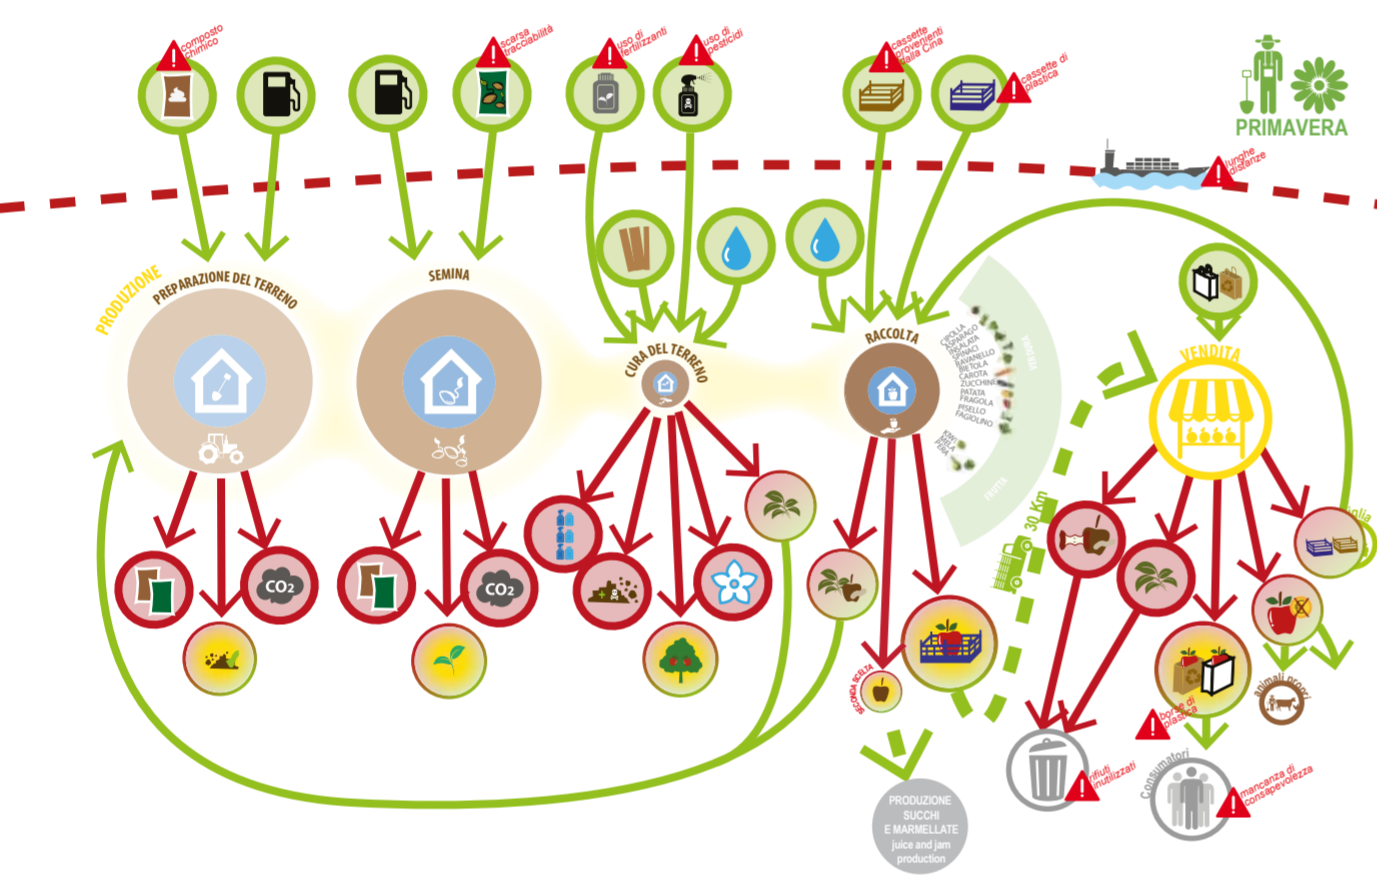 composto
chimico
scarsa
tracciabilità
uso di
fertilizzanti
uso di
pesticidi
cassette
provenienti
dalla Cina
cassette di
plastica
PRIMAVERA
lunghe
distanze
PRODUZIONE
PREPARAZIONE DEL TERRENO
SEMINA
CURA DEL TERRENO
RACCOLTA
CIPOLLA
ASPARAGO
INSALATA
SPINACI
RAVANELLO
BIETOLA
CAROTA
ZUCCHINE
PATATA
FRAGOLA
PISELLO
FAGIOLINO
KIWI
MELA
PERA
VERDURA
FRUTTA
VENDITA
30 Km
CO2
CO2
SECONDA SCELTA
PRODUZIONE
SUCCHI
E MARMELLATE
juice and jam
production
animali propri
borse di
plastica
rifiuti
inutilizzati
Consumatori
mancanza di
consapevolezza